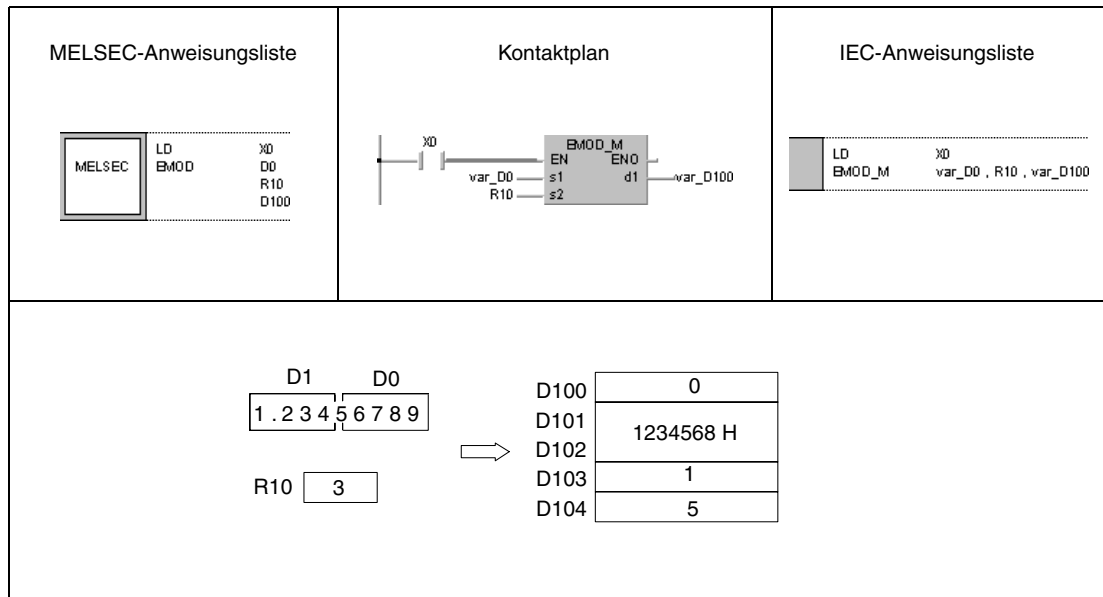 MELSEC-Anweisungsliste
Kontaktplan
IEC-Anweisungsliste
MELSEC
LD X0
BMOD D0
R10
D100
X0
BMOD_M
EN ENO
var_D0 s1 d1 var_D100
R10 s2
LD X0
BMOD_M var_D0 , R10 , var_D100
D1 D0
1 . 2 3 4 5 6 7 8 9
R10 3
D100 0
D101
1234568 H
D102
D103 1
D104 5